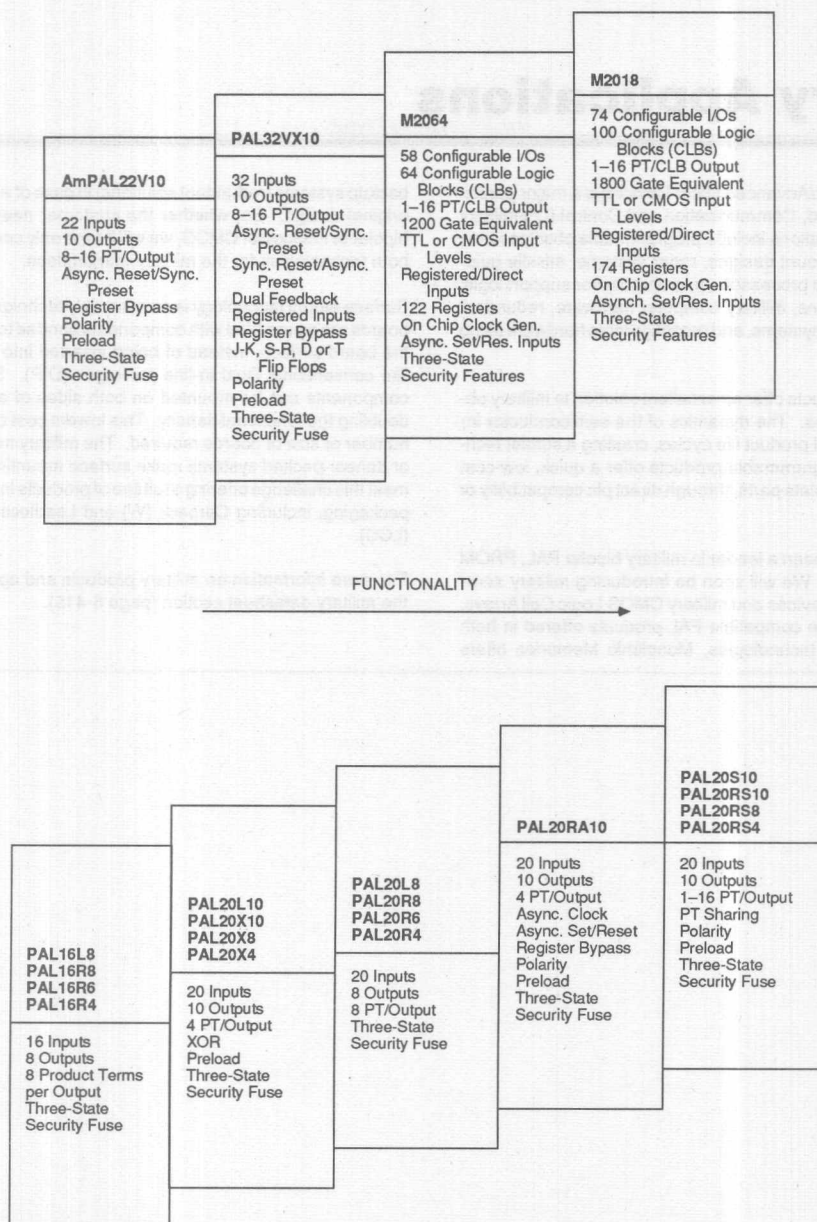 AmPAL22V10
22 Inputs
10 Outputs
8–16 PT/Output
Async. Reset/Sync.
Preset
Register Bypass
Polarity
Preload
Three-State
Security Fuse
PAL32VX10
32 Inputs
10 Outputs
8–16 PT/Output
Async. Reset/Sync.
Preset
Sync. Reset/Async.
Preset
Dual Feedback
Registered Inputs
Register Bypass
J-K, S-R, D or T
Flip Flops
Polarity
Preload
Three-State
Security Fuse
M2064
58 Configurable I/Os
64 Configurable Logic
Blocks (CLBs)
1–16 PT/CLB Output
1200 Gate Equivalent
TTL or CMOS Input
Levels
Registered/Direct
Inputs
122 Registers
On Chip Clock Gen.
Async. Set/Res. Inputs
Three-State
Security Features
M2018
74 Configurable I/Os
100 Configurable Logic
Blocks (CLBs)
1–16 PT/CLB Output
1800 Gate Equivalent
TTL or CMOS Input
Levels
Registered/Direct
Inputs
174 Registers
On Chip Clock Gen.
Asynch. Set/Res. Inputs
Three-State
Security Features
FUNCTIONALITY
PAL16L8
PAL16R8
PAL16R6
PAL16R4
16 Inputs
8 Outputs
8 Product Terms
per Output
Three-State
Security Fuse
PAL20L10
PAL20X10
PAL20X8
PAL20X4
20 Inputs
10 Outputs
4 PT/Output
XOR
Preload
Three-State
Security Fuse
PAL20L8
PAL20R8
PAL20R6
PAL20R4
20 Inputs
8 Outputs
8 PT/Output
Three-State
Security Fuse
PAL20RA10
20 Inputs
10 Outputs
4 PT/Output
Async. Clock
Async. Set/Reset
Register Bypass
Polarity
Preload
Three-State
Security Fuse
PAL20S10
PAL20RS10
PAL20RS8
PAL20RS4
20 Inputs
10 Outputs
1–16 PT/Output
PT Sharing
Polarity
Preload
Three-State
Security Fuse